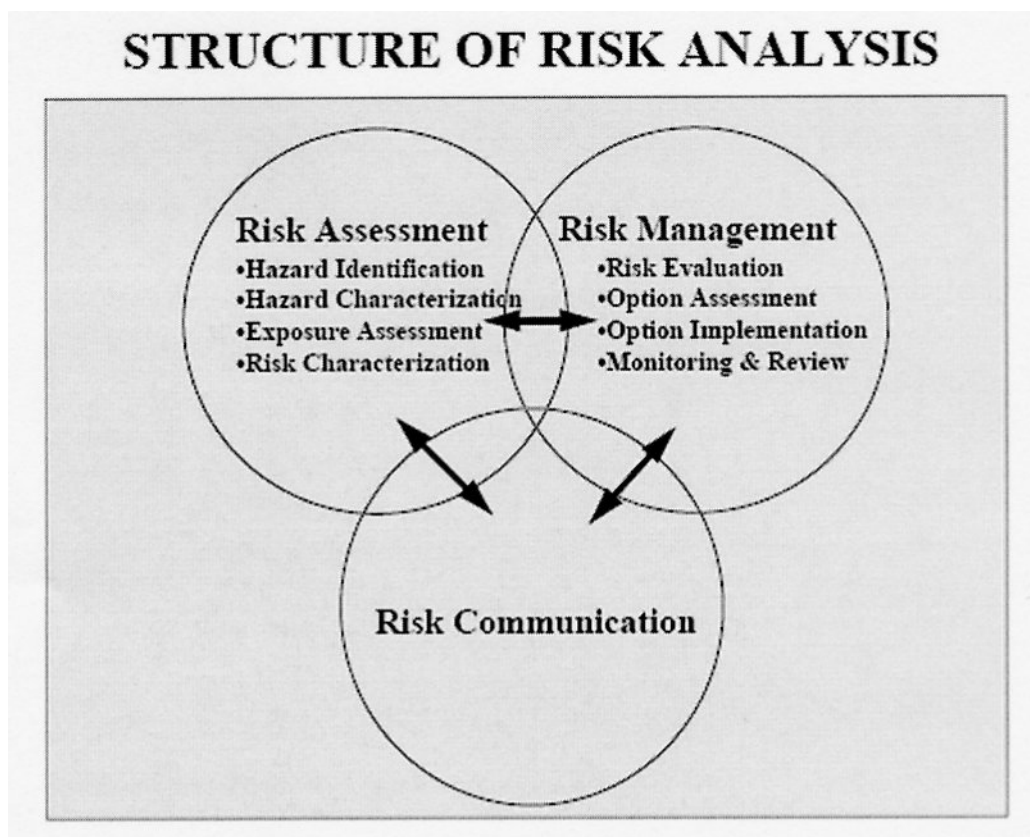 STRUCTURE OF RISK ANALYSIS
Risk Assessment
•Hazard Identification
•Hazard Characterization
•Exposure Assessment
•Risk Characterization
Risk Management
•Risk Evaluation
•Option Assessment
•Option Implementation
•Monitoring & Review
Risk Communication